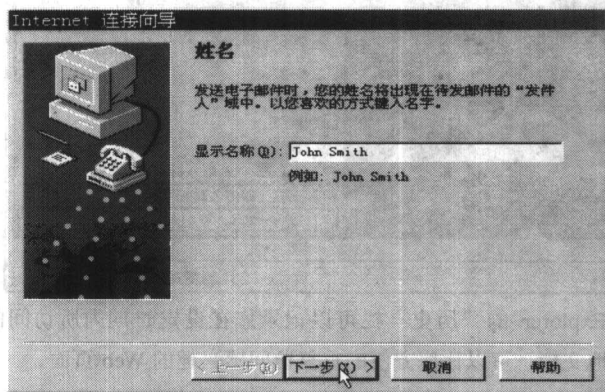 Internet 连接向导
姓名
发送电子邮件时，您的姓名将出现在待发邮件的“发件
人”域中。以您喜欢的方式键入名字。
显示名称(D): John Smith
例如: John Smith
< 上一步(B) 下一步(N) > 取消 帮助